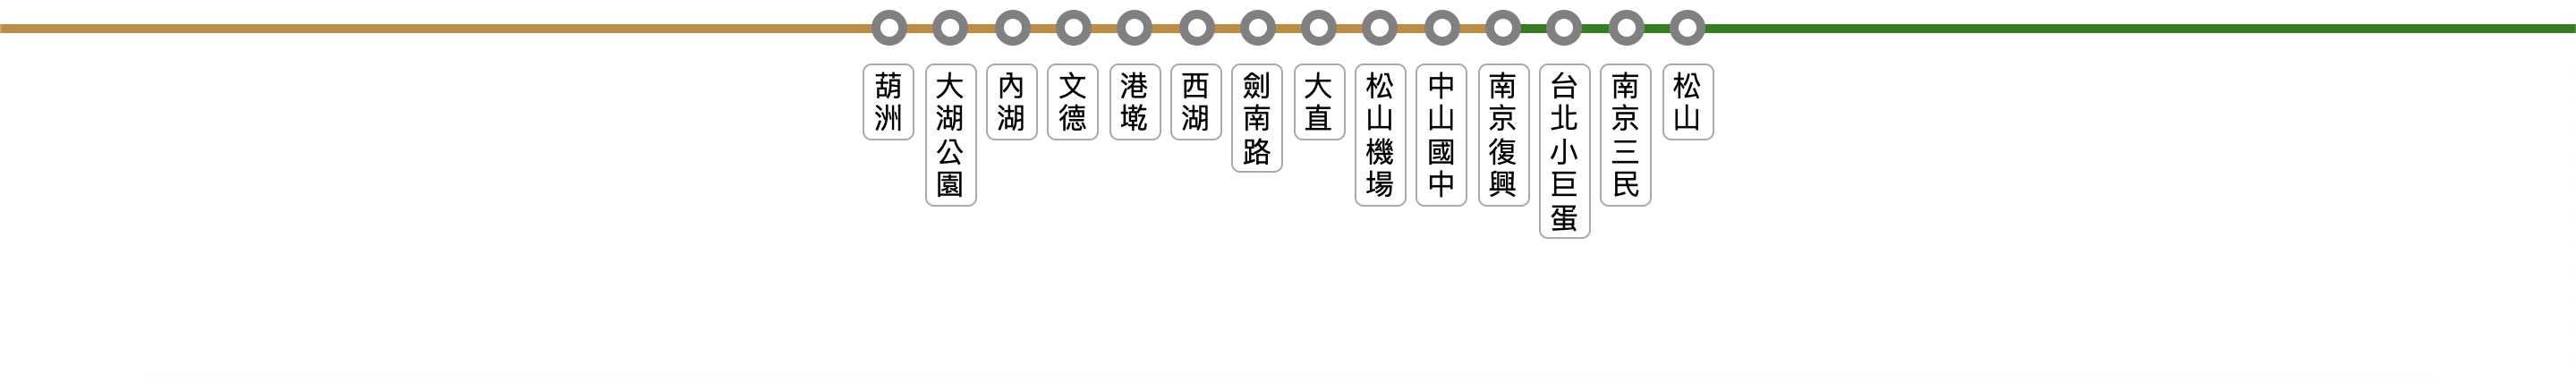 葫洲
大湖公園
內湖
文德
港墘
西湖
劍南路
大直
松山機場
中山國中
南京復興
台北小巨蛋
南京三民
松山